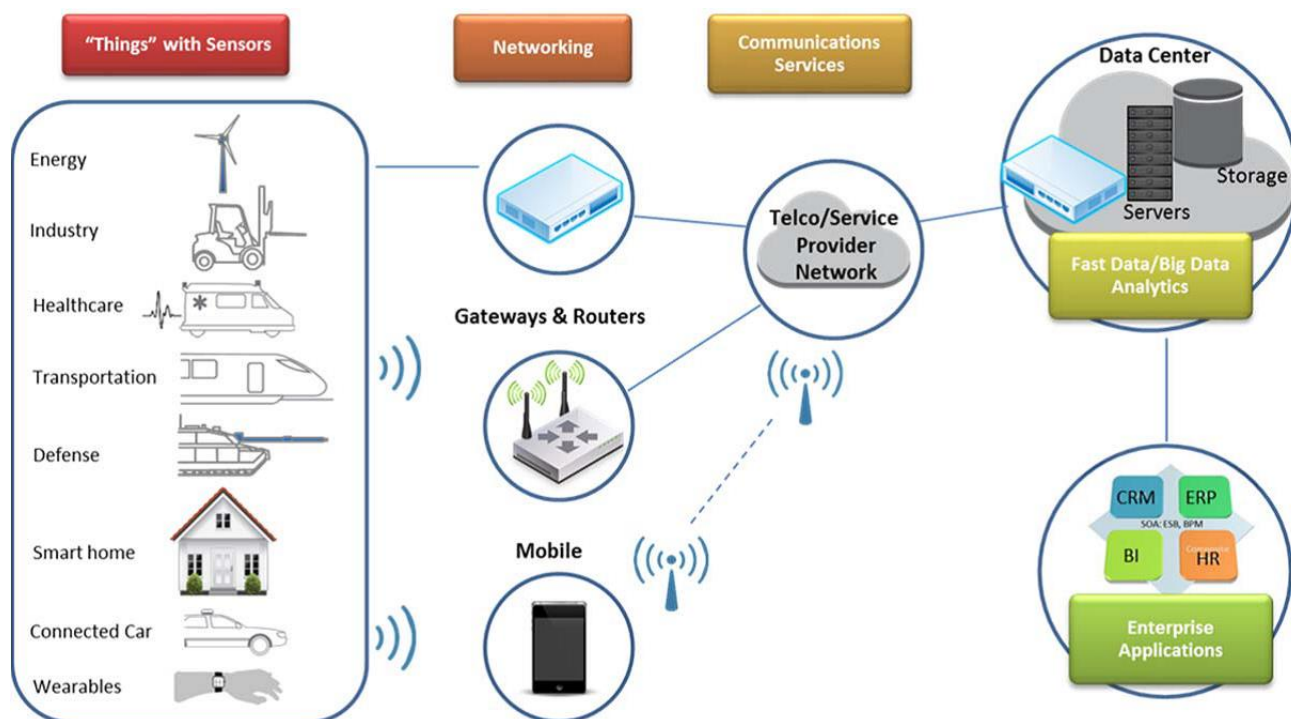 “Things” with Sensors
Networking
Communications
Services
Energy
Industry
Healthcare
Transportation
Defense
Smart home
Connected Car
Wearables
Gateways & Routers
Mobile
Telco/Service
Provider
Network
Data Center
Storage
Servers
Fast Data/Big Data
Analytics
CRM
ERP
SOA: ESB, BPM
BI
HR
Enterprise
Applications